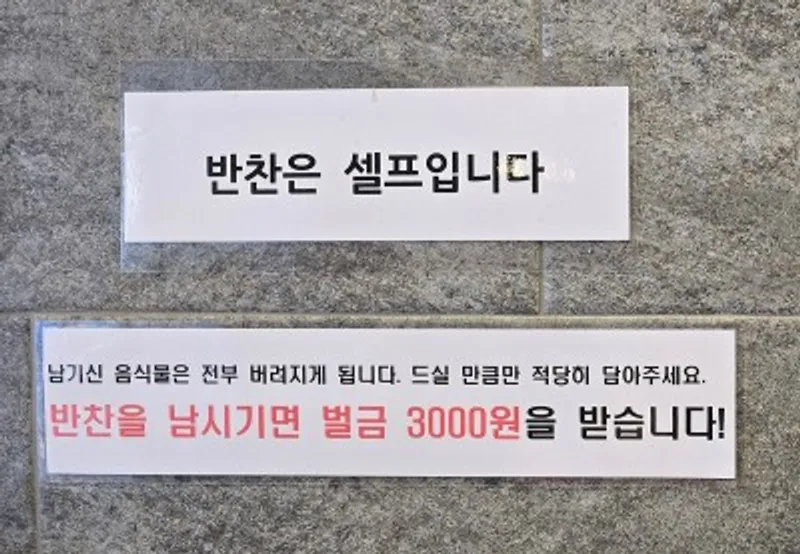 반찬은 셀프입니다
남기신 음식물은 전부 버려지게 됩니다. 드실 만큼만 적당히 담아주세요.
반찬을 남시기면 벌금 3000원을 받습니다!